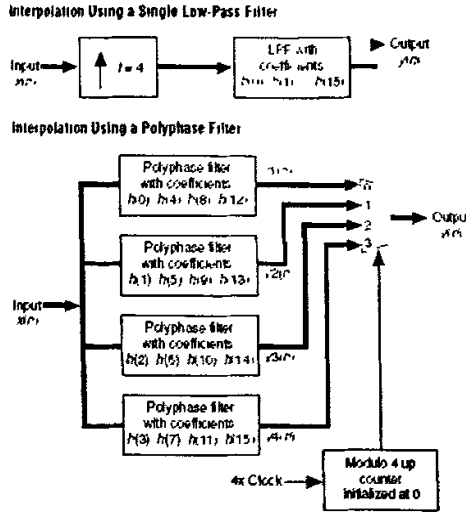 Interpolation Using a Single Low-Pass Filter
Input
I = 4
LPF with
coefficients
h(15)
Output
Interpolation Using a Polyphase Filter
Polyphase filter
with coefficients
h(0) h(4) h(8) h(12)
0
1
2
3
Output
Polyphase filter
with coefficients
h(1) h(5) h(9) h(13)
Input
Polyphase filter
with coefficients
h(2) h(6) h(10) h(14)
Polyphase filter
with coefficients
h(3) h(7) h(11) h(15)
4x Clock
Modulo 4 up
counter
initialized at 0